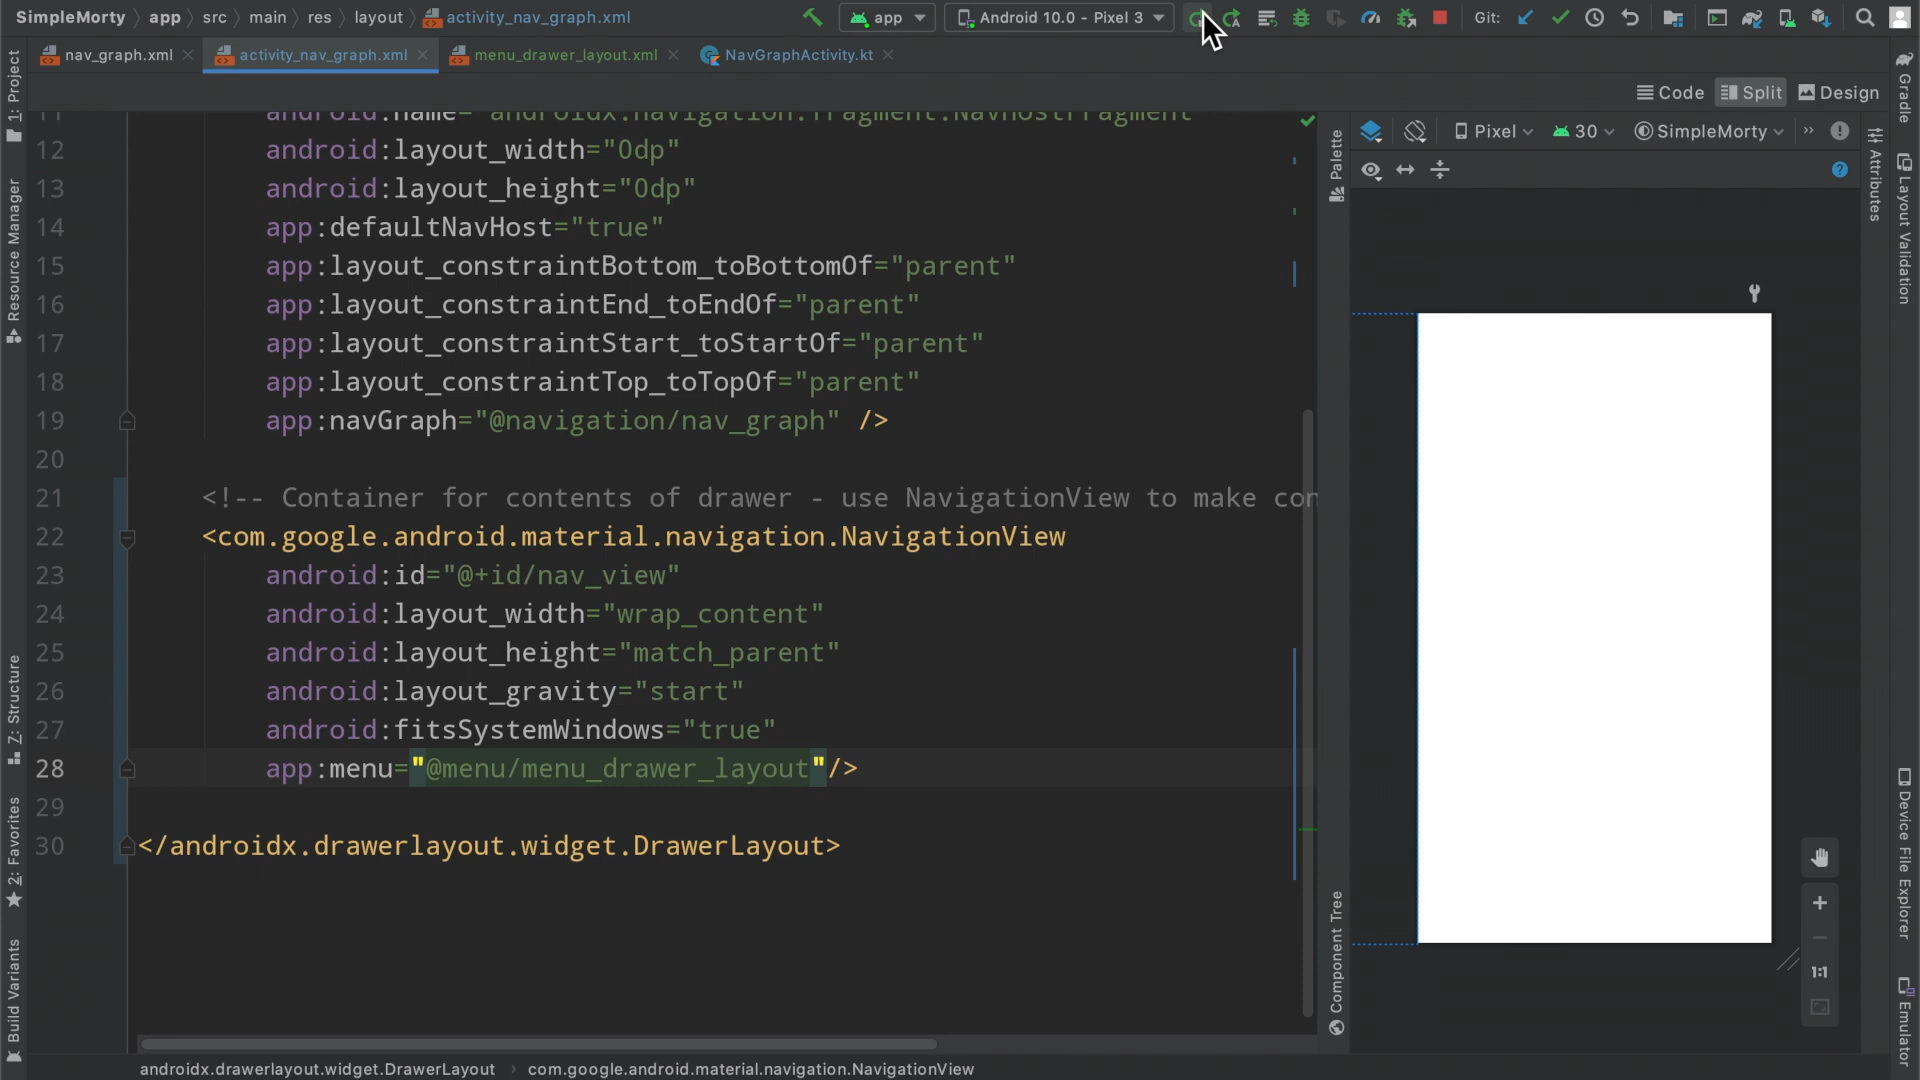 SimpleMorty app src main res layout activity_nav_graph.xml app Android 10.0 - Pixel 3 Git:
nav_graph.xml activity_nav_graph.xml menu_drawer_layout.xml NavGraphActivity.kt
Code Split Design
11 android:name="androidx.navigation.fragment.NavHostFragment"
12 android:layout_width="0dp"
13 android:layout_height="0dp"
14 app:defaultNavHost="true"
15 app:layout_constraintBottom_toBottomOf="parent"
16 app:layout_constraintEnd_toEndOf="parent"
17 app:layout_constraintStart_toStartOf="parent"
18 app:layout_constraintTop_toTopOf="parent"
19 app:navGraph="@navigation/nav_graph" />
20
21 <!-- Container for contents of drawer - use NavigationView to make con
22 <com.google.android.material.navigation.NavigationView
23 android:id="@+id/nav_view"
24 android:layout_width="wrap_content"
25 android:layout_height="match_parent"
26 android:layout_gravity="start"
27 android:fitsSystemWindows="true"
28 app:menu="@menu/menu_drawer_layout"/>
29
30 </androidx.drawerlayout.widget.DrawerLayout>
androidx.drawerlayout.widget.DrawerLayout com.google.android.material.navigation.NavigationView
1: Project
Resource Manager
Z: Structure
2: Favorites
Build Variants
Palette
Component Tree
Pixel 30 SimpleMorty
1:1
Attributes
Gradle
Layout Validation
Device File Explorer
Emulator